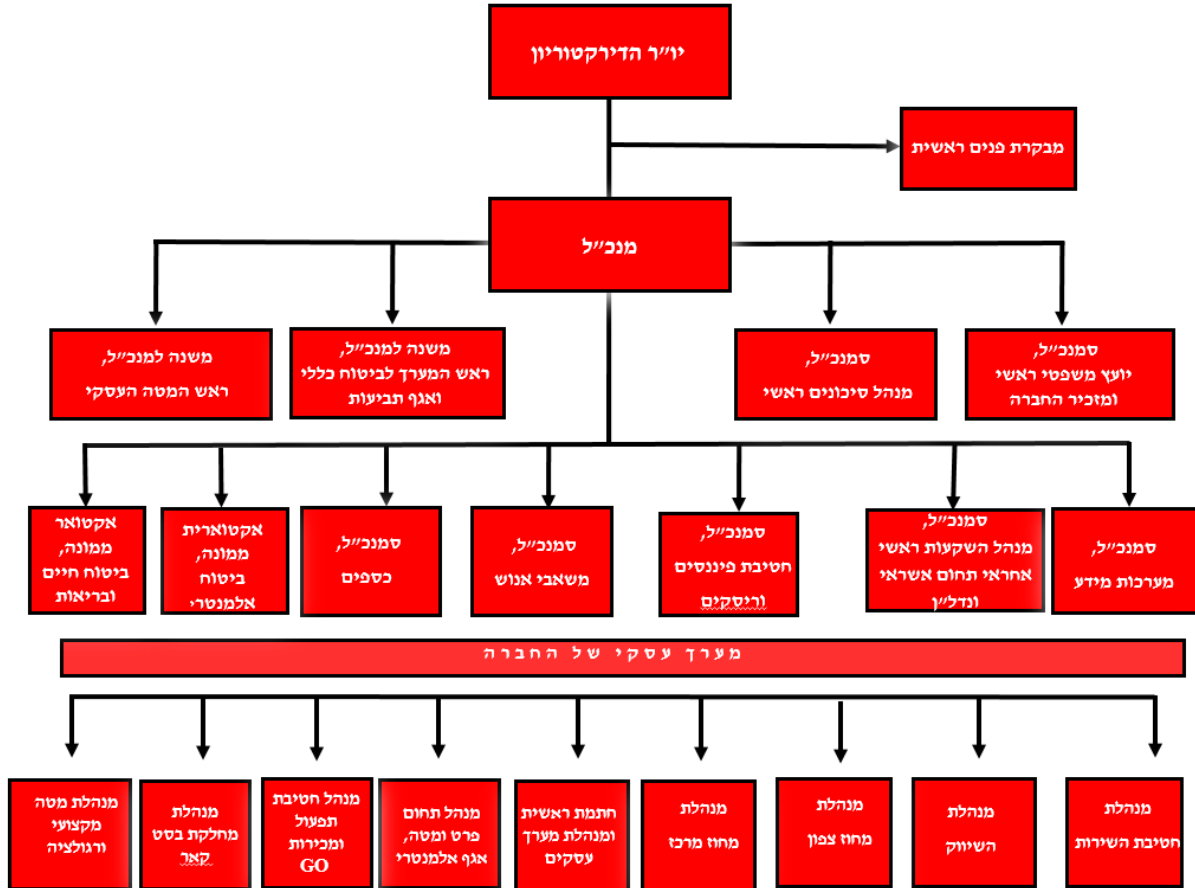 יו״ר הדירקטוריון
מבקרת פנים ראשית
מנכ״ל
סמנכ״ל,
יועץ משפטי ראשי
ומזכיר החברה
סמנכ״ל,
מנהל סיכונים ראשי
משנה למנכ״ל,
ראש המערך לביטוח כללי
ואגף תביעות
משנה למנכ״ל,
ראש המטה העסקי
סמנכ״ל,
מערכות מידע
סמנכ״ל,
מנהל השקעות ראשי
אחראי תחום אשראי
ונדל״ן
סמנכ״ל,
חטיבת פיננסים
וריסקים
סמנכ״ל,
משאבי אנוש
סמנכ״ל,
כספים
אקטוארית
ממונה,
ביטוח
אלמנטרי
אקטואר
ממונה,
ביטוח חיים
ובריאות
מערך עסקי של החברה
מנהלת
חטיבת השירות
מנהלת
השיווק
מנהלת
מחוז צפון
מנהלת
מחוז מרכז
חתמת ראשית
ומנהלת מערך
עסקים
מנהל תחום
פרט ומטה,
אגף אלמנטרי
מנהל חטיבת
תפעול
ומכירות
GO
מנהלת
מחלקת בסט
קאר
מנהלת מטה
מקצועי
ורגולציה